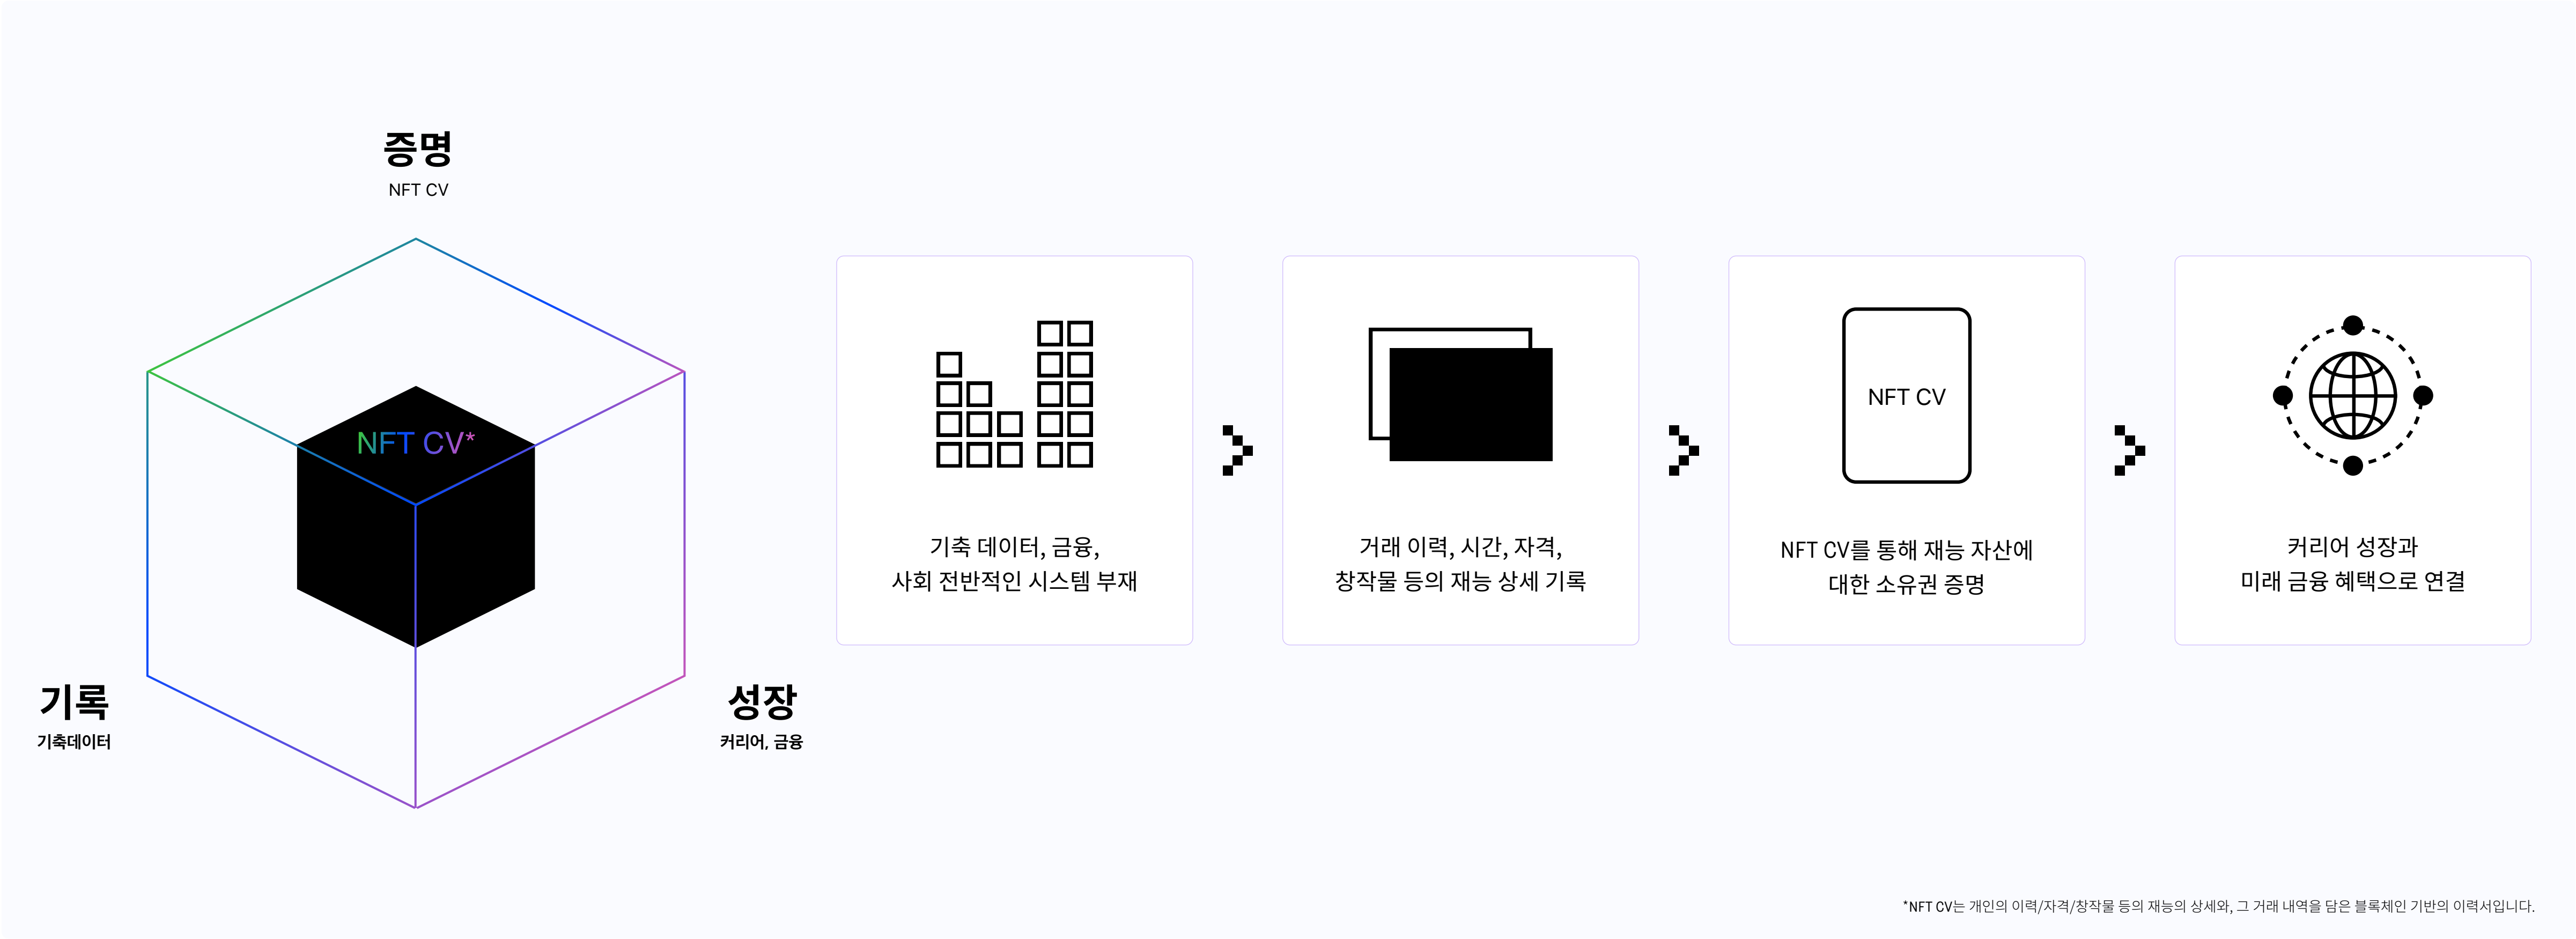 증명
NFT CV
NFT CV*
기록
기축데이터
성장
커리어, 금융
기축 데이터, 금융,
사회 전반적인 시스템 부재
거래 이력, 시간, 자격,
창작물 등의 재능 상세 기록
NFT CV
NFT CV를 통해 재능 자산에
대한 소유권 증명
커리어 성장과
미래 금융 혜택으로 연결
*NFT CV는 개인의 이력/자격/창작물 등의 재능의 상세와, 그 거래 내역을 담은 블록체인 기반의 이력서입니다.